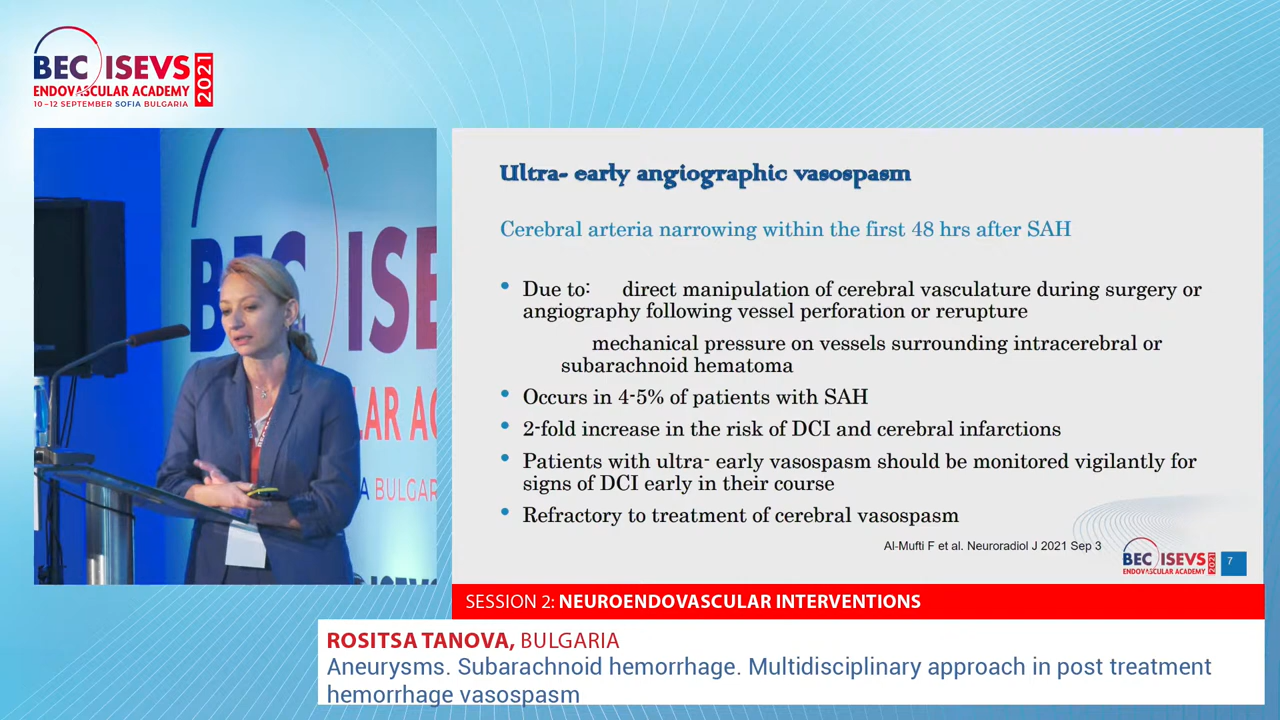 BEC ISEVS
2021
ENDOVASCULAR ACADEMY
10–12 SEPTEMBER SOFIA BULGARIA
BEC ISE
LAR AC
A BULGAR
Ultra- early angiographic vasospasm
Cerebral arteria narrowing within the first 48 hrs after SAH
• Due to: direct manipulation of cerebral vasculature during surgery or
angiography following vessel perforation or rerupture
mechanical pressure on vessels surrounding intracerebral or
subarachnoid hematoma
• Occurs in 4-5% of patients with SAH
• 2-fold increase in the risk of DCI and cerebral infarctions
• Patients with ultra- early vasospasm should be monitored vigilantly for
signs of DCI early in their course
• Refractory to treatment of cerebral vasospasm
Al-Mufti F et al. Neuroradiol J 2021 Sep 3
BEC ISEVS
ENDOVASCULAR ACADEMY
2021
7
SESSION 2: NEUROENDOVASCULAR INTERVENTIONS
ROSITSA TANOVA, BULGARIA
Aneurysms. Subarachnoid hemorrhage. Multidisciplinary approach in post treatment
hemorrhage vasospasm